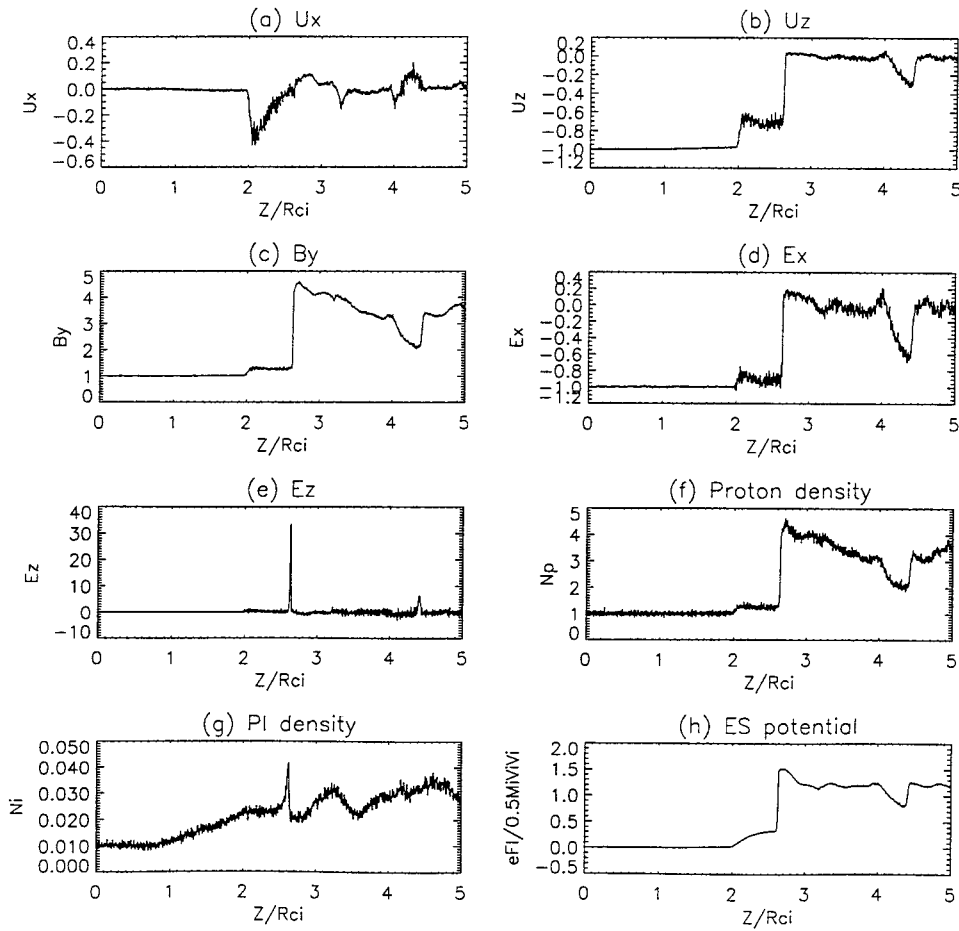 (a) Ux
0.4
0.2
0.0
−0.2
−0.4
−0.6
Ux
0 1 2 3 4 5
Z/Rci
(b) Uz
0.2
−0.0
−0.2
−0.4
−0.6
−0.8
−1.0
−1.2
Uz
0 1 2 3 4 5
Z/Rci
(c) By
5
4
3
2
1
0
By
0 1 2 3 4 5
Z/Rci
(d) Ex
0.4
0.2
−0.0
−0.2
−0.4
−0.6
−0.8
−1.0
−1.2
Ex
0 1 2 3 4 5
Z/Rci
(e) Ez
40
30
20
10
0
−10
Ez
0 1 2 3 4 5
Z/Rci
(f) Proton density
5
4
3
2
1
0
Np
0 1 2 3 4 5
Z/Rci
(g) PI density
0.050
0.040
0.030
0.020
0.010
0.000
Ni
0 1 2 3 4 5
Z/Rci
(h) ES potential
2.0
1.5
1.0
0.5
0.0
−0.5
eFI/0.5MiViVi
0 1 2 3 4 5
Z/Rci